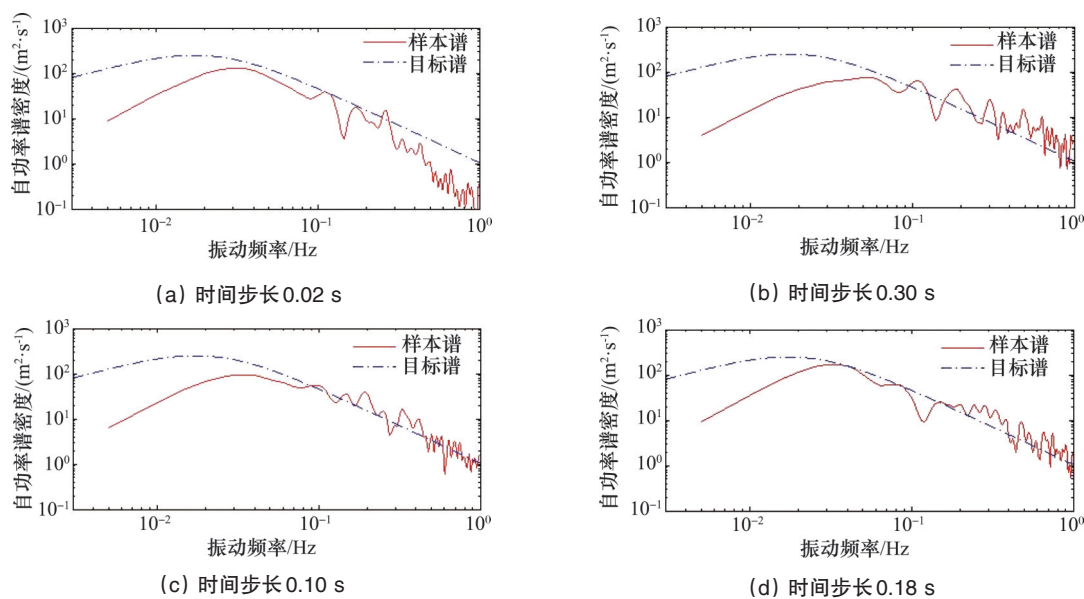 10³
10²
10¹
10⁰
10⁻¹
自功率谱密度/(m²·s⁻¹)
样本谱
目标谱
10⁻²
10⁻¹
10⁰
振动频率/Hz
(a) 时间步长0.02 s
10³
10²
10¹
10⁰
10⁻¹
自功率谱密度/(m²·s⁻¹)
样本谱
目标谱
10⁻²
10⁻¹
10⁰
振动频率/Hz
(b) 时间步长0.30 s
10³
10²
10¹
10⁰
10⁻¹
自功率谱密度/(m²·s⁻¹)
样本谱
目标谱
10⁻²
10⁻¹
10⁰
振动频率/Hz
(c) 时间步长0.10 s
10³
10²
10¹
10⁰
10⁻¹
自功率谱密度/(m²·s⁻¹)
样本谱
目标谱
10⁻²
10⁻¹
10⁰
振动频率/Hz
(d) 时间步长0.18 s